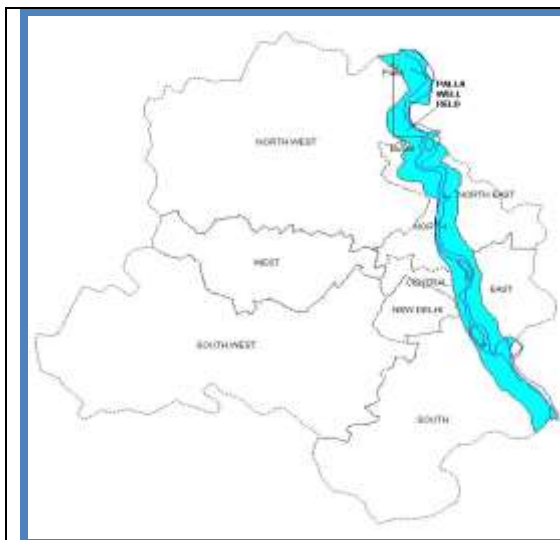 PALLA
WELL
FIELD
NORTH WEST
NORTH EAST
NORTH
WEST
CENTRAL
EAST
NEW DELHI
SOUTH WEST
SOUTH